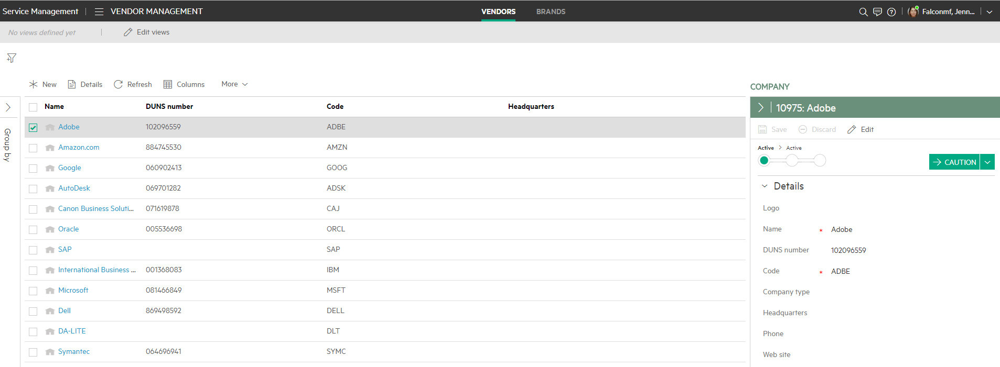 Service Management VENDOR MANAGEMENT VENDORS BRANDS Falconmf, Jenn...
No views defined yet Edit views
New Details Refresh Columns More
Name DUNS number Code Headquarters
Group by
Adobe 102096559 ADBE
Amazon.com 884745530 AMZN
Google 060902413 GOOG
AutoDesk 069701282 ADSK
Canon Business Soluti... 071619878 CAJ
Oracle 005536698 ORCL
SAP SAP
International Business ... 001368083 IBM
Microsoft 081466849 MSFT
Dell 869498592 DELL
DA-LITE DLT
Symantec 064696941 SYMC
COMPANY
10975: Adobe
Save Discard Edit
Active > Active
CAUTION
Details
Logo
Name * Adobe
DUNS number 102096559
Code * ADBE
Company type
Headquarters
Phone
Web site